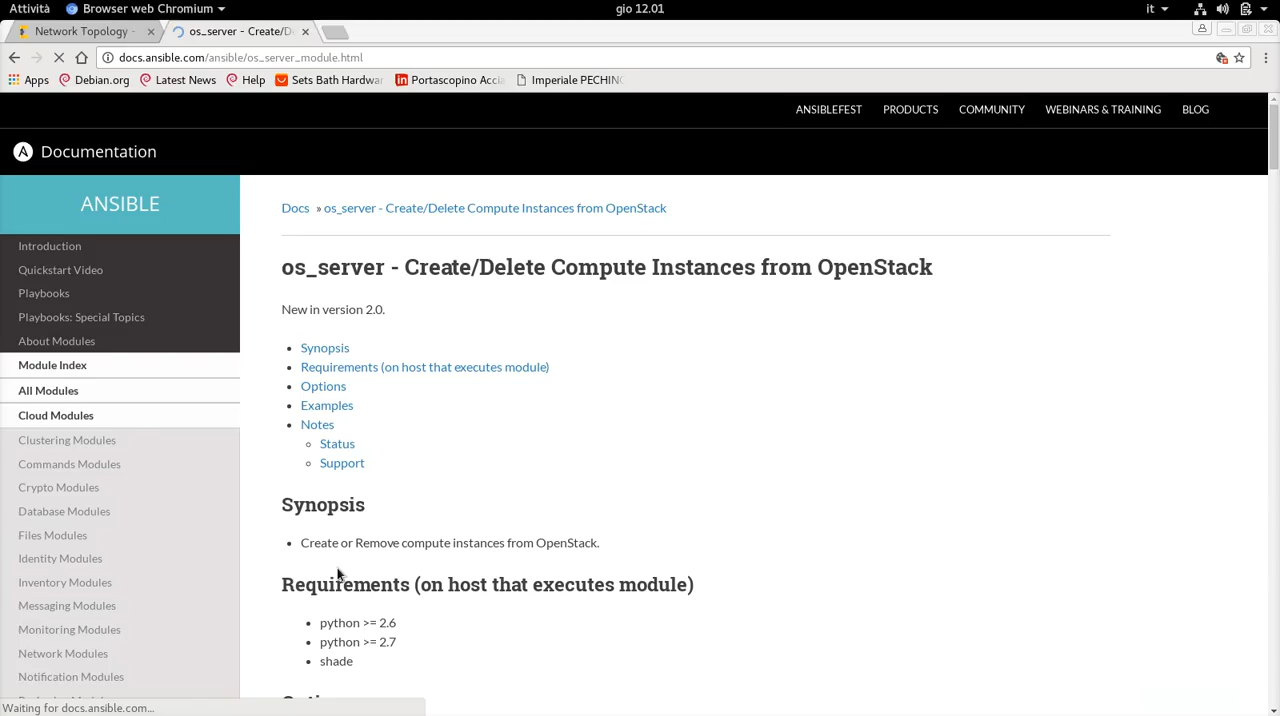 Attività Browser web Chromium gio 12.01 it
Network Topology - os_server - Create/D
docs.ansible.com/ansible/os_server_module.html
Apps Debian.org Latest News Help Sets Bath Hardwar Portascopino Accia Imperiale PECHINO
ANSIBLEFEST PRODUCTS COMMUNITY WEBINARS & TRAINING BLOG
Documentation
ANSIBLE
Introduction
Quickstart Video
Playbooks
Playbooks: Special Topics
About Modules
Module Index
All Modules
Cloud Modules
Clustering Modules
Commands Modules
Crypto Modules
Database Modules
Files Modules
Identity Modules
Inventory Modules
Messaging Modules
Monitoring Modules
Network Modules
Notification Modules
Docs » os_server - Create/Delete Compute Instances from OpenStack
os_server - Create/Delete Compute Instances from OpenStack
New in version 2.0.
Synopsis
Requirements (on host that executes module)
Options
Examples
Notes
Status
Support
Synopsis
Create or Remove compute instances from OpenStack.
Requirements (on host that executes module)
python >= 2.6
python >= 2.7
shade
Waiting for docs.ansible.com...